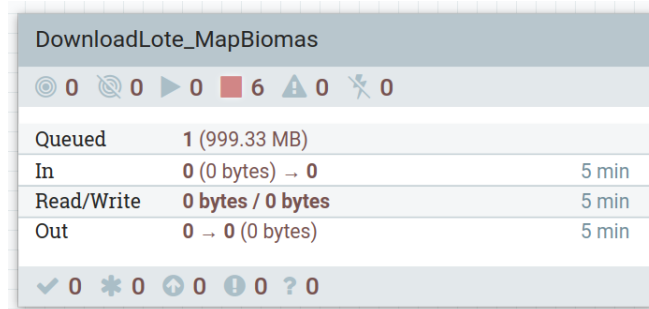 DownloadLote_MapBiomas
0 0 0 6 0 0
Queued 1 (999.33 MB)
In 0 (0 bytes) → 0 5 min
Read/Write 0 bytes / 0 bytes 5 min
Out 0 → 0 (0 bytes) 5 min
0 0 0 0 ? 0